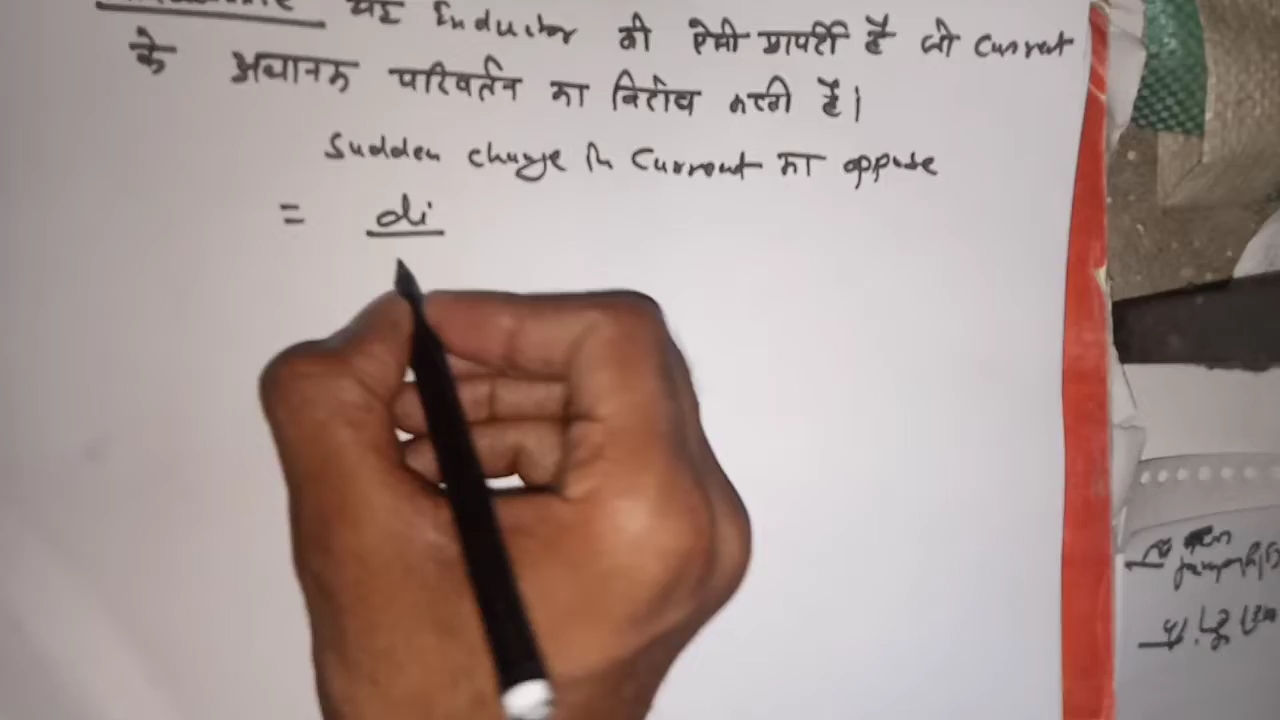 यह Inductor की ऐसी प्रापर्टी है जो Current
के अचानक परिवर्तन का विरोध करती है।
Sudden change in Current का oppose
= di